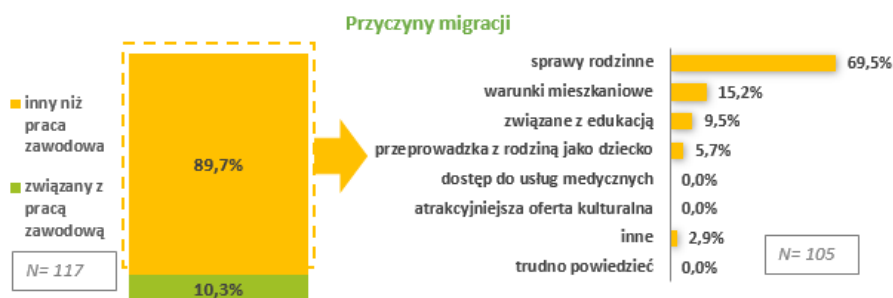 Przyczyny migracji
inny niż
praca
zawodowa
związany z
pracą
zawodową
N= 117
89,7%
10,3%
sprawy rodzinne 69,5%
warunki mieszkaniowe 15,2%
związane z edukacją 9,5%
przeprowadzka z rodziną jako dziecko 5,7%
dostęp do usług medycznych 0,0%
atrakcyjniejsza oferta kulturalna 0,0%
inne 2,9%
trudno powiedzieć 0,0%
N= 105